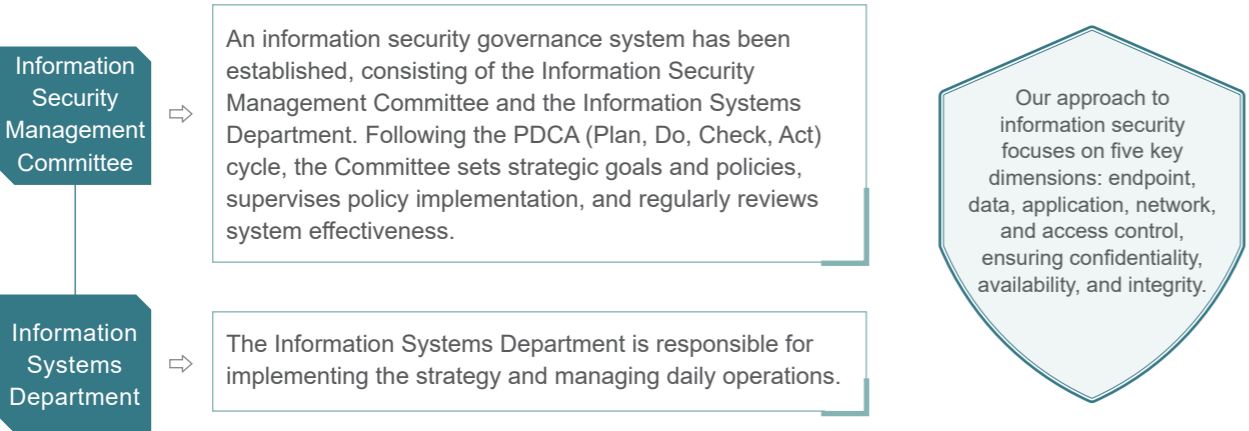 Information
Security
Management
Committee
An information security governance system has been
established, consisting of the Information Security
Management Committee and the Information Systems
Department. Following the PDCA (Plan, Do, Check, Act)
cycle, the Committee sets strategic goals and policies,
supervises policy implementation, and regularly reviews
system effectiveness.
Information
Systems
Department
The Information Systems Department is responsible for
implementing the strategy and managing daily operations.
Our approach to
information security
focuses on five key
dimensions: endpoint,
data, application, network,
and access control,
ensuring confidentiality,
availability, and integrity.